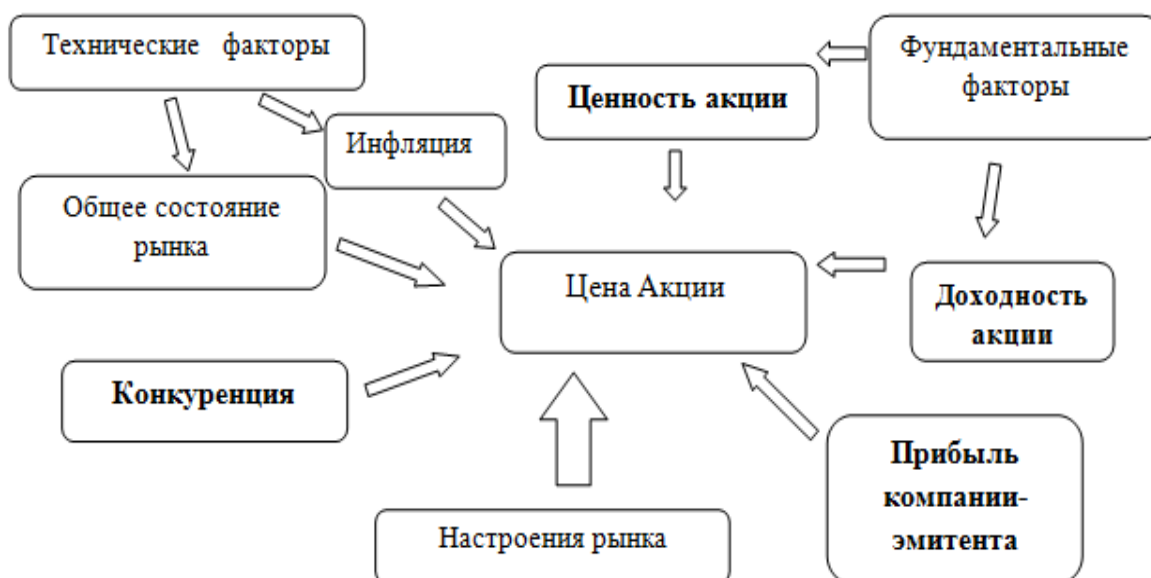 Технические факторы
Фундаментальные
факторы
Ценность акции
Инфляция
Общее состояние
рынка
Цена Акции
Доходность
акции
Конкуренция
Прибыль
компании-
эмитента
Настроения рынка